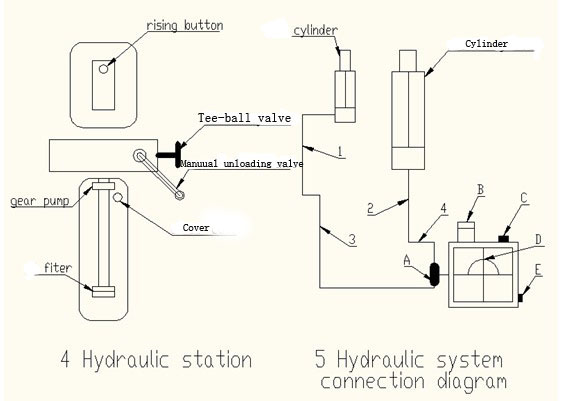 rising button
cylinder
Cylinder
Tee-ball valve
1
Manuual unloading valve
gear pump
Cover
2
4
B
C
3
D
A
E
fiter
4 Hydraulic station
5 Hydraulic system
connection diagram